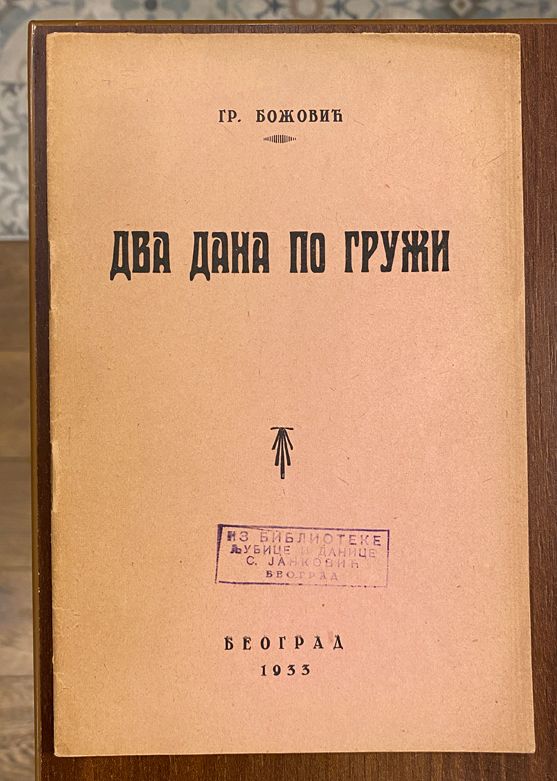 ГР. БОЖОВИЋ
ДВА ДАНА ПО ГРУЖИ
ИЗ БИБЛИОТЕКЕ
ЉУБИЦЕ И ДАНИЦЕ
С. ЈАНКОВИЋ
БЕОГРАД
БЕОГРАД
1933